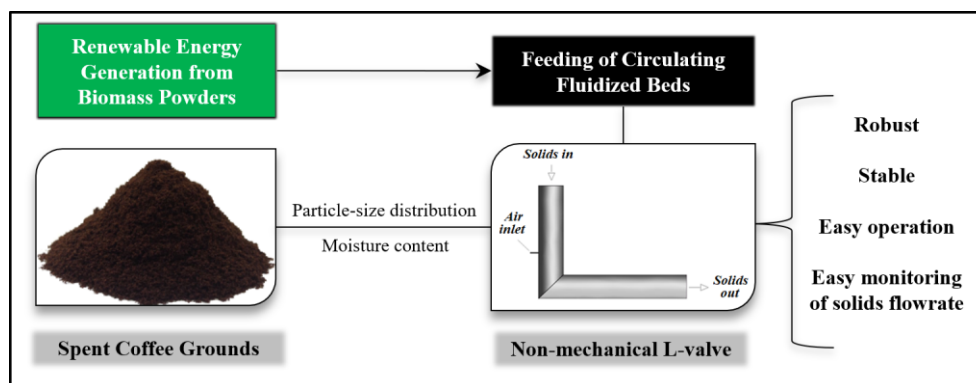 Renewable Energy
Generation from
Biomass Powders
Feeding of Circulating
Fluidized Beds
Particle-size distribution
Moisture content
Solids in
Air
inlet
Solids
out
Robust
Stable
Easy operation
Easy monitoring
of solids flowrate
Spent Coffee Grounds
Non-mechanical L-valve